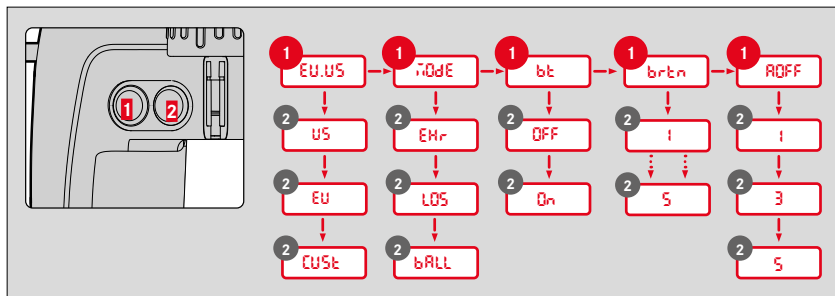 1 2
1 EU.US 1 MODE 1 bt 1 brtn 1 AOFF
2 US 2 EHr 2 OFF 2 1 2 1
2 EU 2 LOS 2 On 2 5 2 3
2 CUSt 2 bALL 2 5